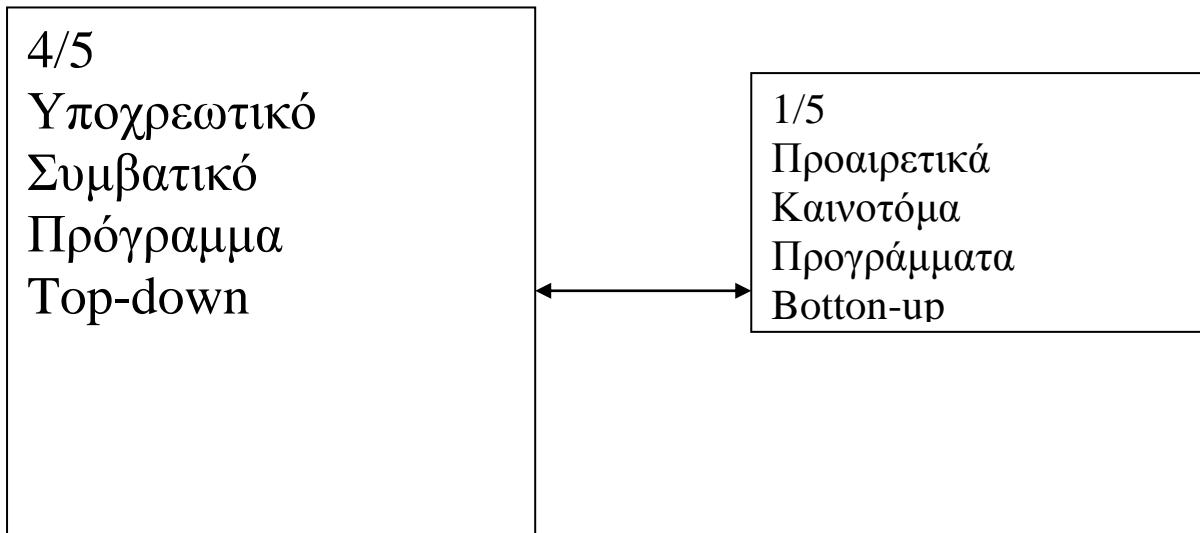 4/5
Υποχρεωτικό
Συμβατικό
Πρόγραμμα
Top-down
1/5
Προαιρετικά
Καινοτόμα
Προγράμματα
Botton-up